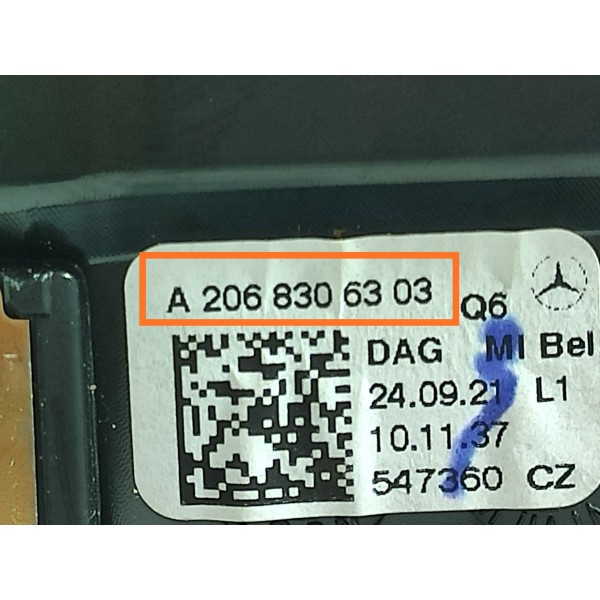 A 206 830 63 03 Q6
DAG MI Bel
24.09.21 L1
10.11.37
547360 CZ